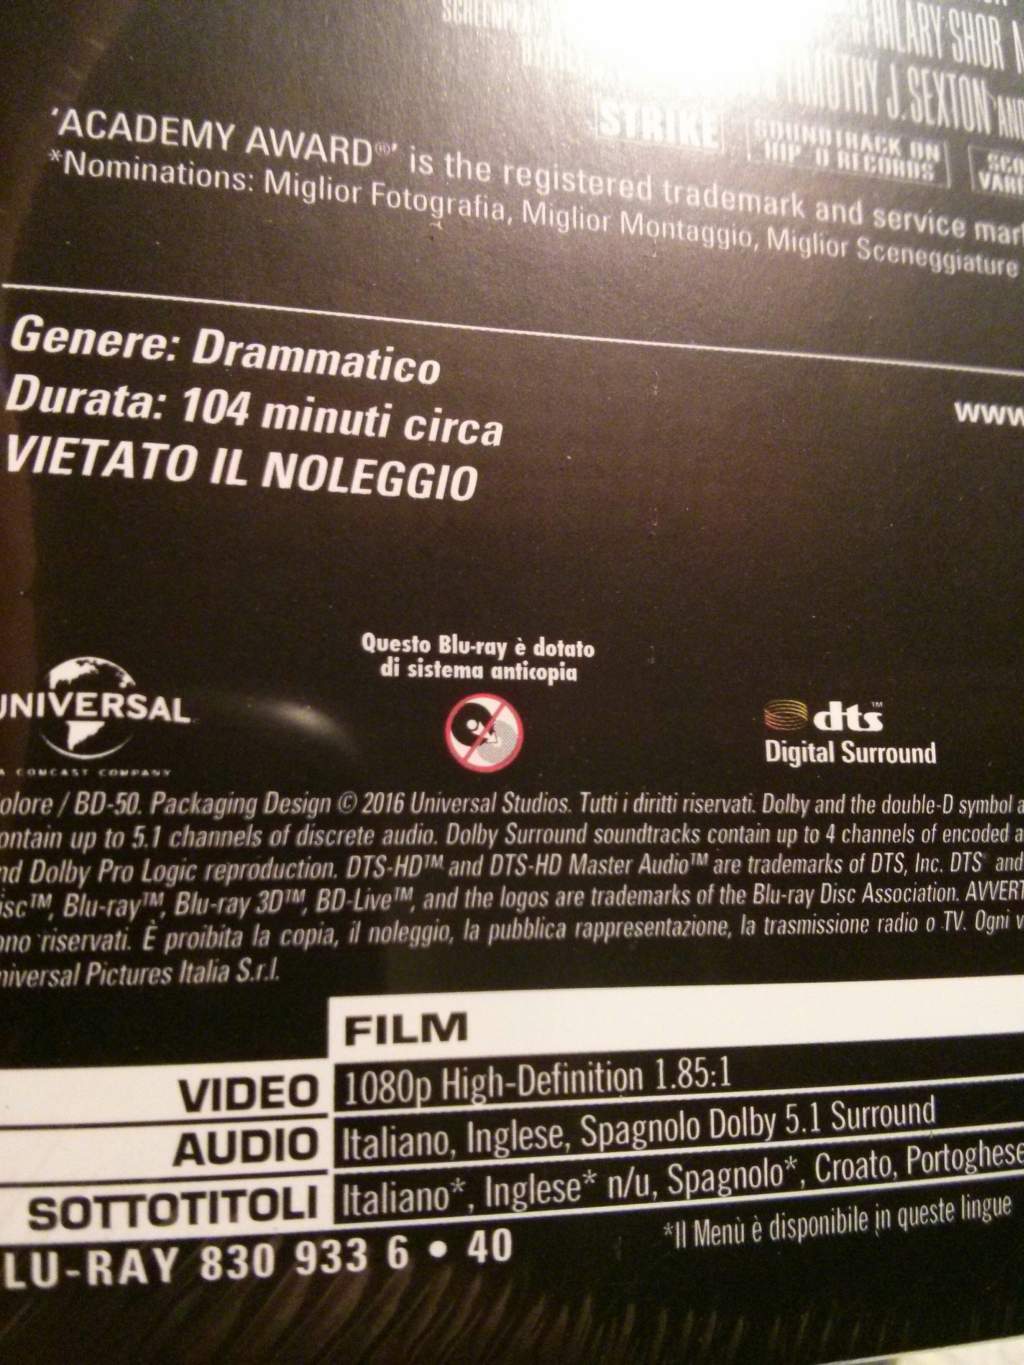 SCREENPLAY
HILARY SHOR
TIMOTHY J. SEXTON AND
STRIKE
SOUNDTRACK ON
HIP-O RECORDS
'ACADEMY AWARD®' is the registered trademark and service mar
*Nominations: Miglior Fotografia, Miglior Montaggio, Miglior Sceneggiature
Genere: Drammatico
Durata: 104 minuti circa
www
VIETATO IL NOLEGGIO
Questo Blu-ray è dotato
di sistema anticopia
UNIVERSAL
A COMCAST COMPANY
dts™
Digital Surround
olore / BD-50. Packaging Design © 2016 Universal Studios. Tutti i diritti riservati. Dolby and the double-D symbol a
ontain up to 5.1 channels of discrete audio. Dolby Surround soundtracks contain up to 4 channels of encoded a
nd Dolby Pro Logic reproduction. DTS-HD™ and DTS-HD Master Audio™ are trademarks of DTS, Inc. DTS and
isc™, Blu-ray™, Blu-ray 3D™, BD-Live™, and the logos are trademarks of the Blu-ray Disc Association. AVVERT
ono riservati. È proibita la copia, il noleggio, la pubblica rappresentazione, la trasmissione radio o TV. Ogni v
niversal Pictures Italia S.r.l.
FILM
VIDEO 1080p High-Definition 1.85:1
AUDIO Italiano, Inglese, Spagnolo Dolby 5.1 Surround
SOTTOTITOLI Italiano*, Inglese* n/u, Spagnolo*, Croato, Portoghese
*Il Menù è disponibile in queste lingue
LU-RAY 830 933 6 • 40